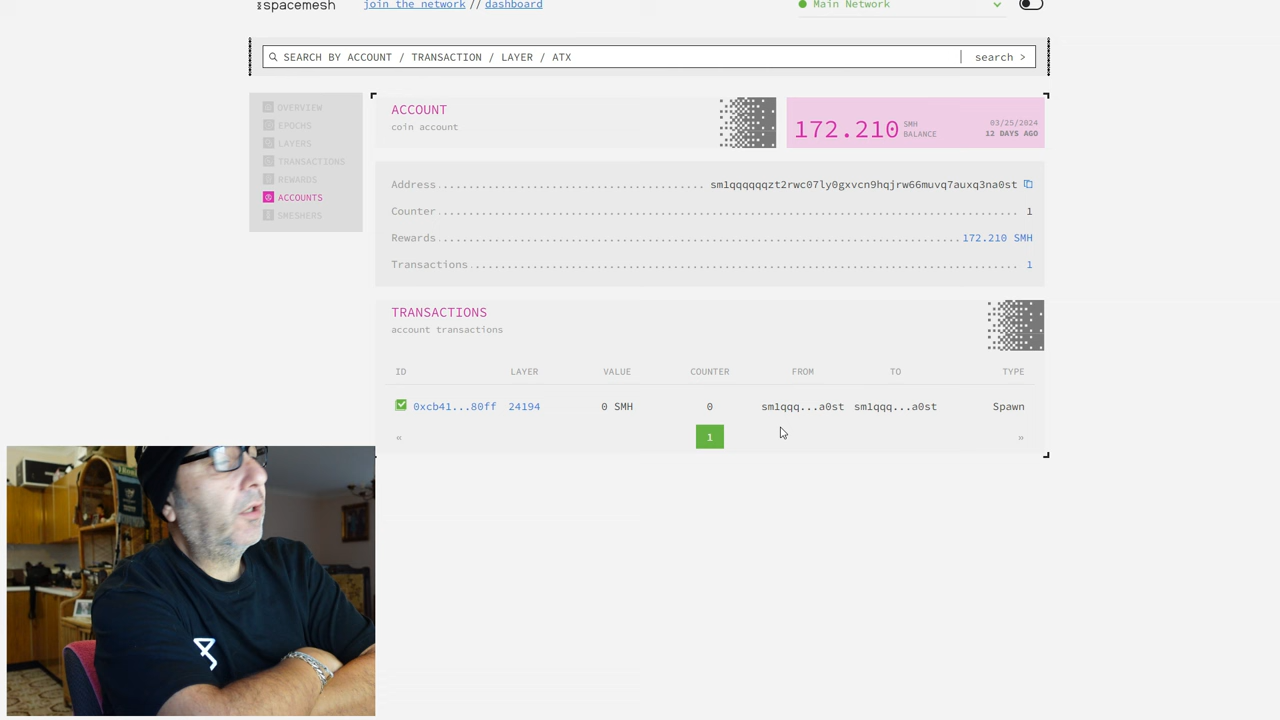 spacemesh
join the network // dashboard
Main Network
SEARCH BY ACCOUNT / TRANSACTION / LAYER / ATX
search >
OVERVIEW
EPOCHS
LAYERS
TRANSACTIONS
REWARDS
ACCOUNTS
SMESHERS
ACCOUNT
coin account
172.210 SMH BALANCE
03/25/2024
12 DAYS AGO
Address sm1qqqqqqzt2rwc07ly0gxvcn9hqjrw66muvq7auxq3na0st
Counter 1
Rewards 172.210 SMH
Transactions 1
TRANSACTIONS
account transactions
ID LAYER VALUE COUNTER FROM TO TYPE
0xcb41...80ff 24194 0 SMH 0 sm1qqq...a0st sm1qqq...a0st Spawn
« 1 »